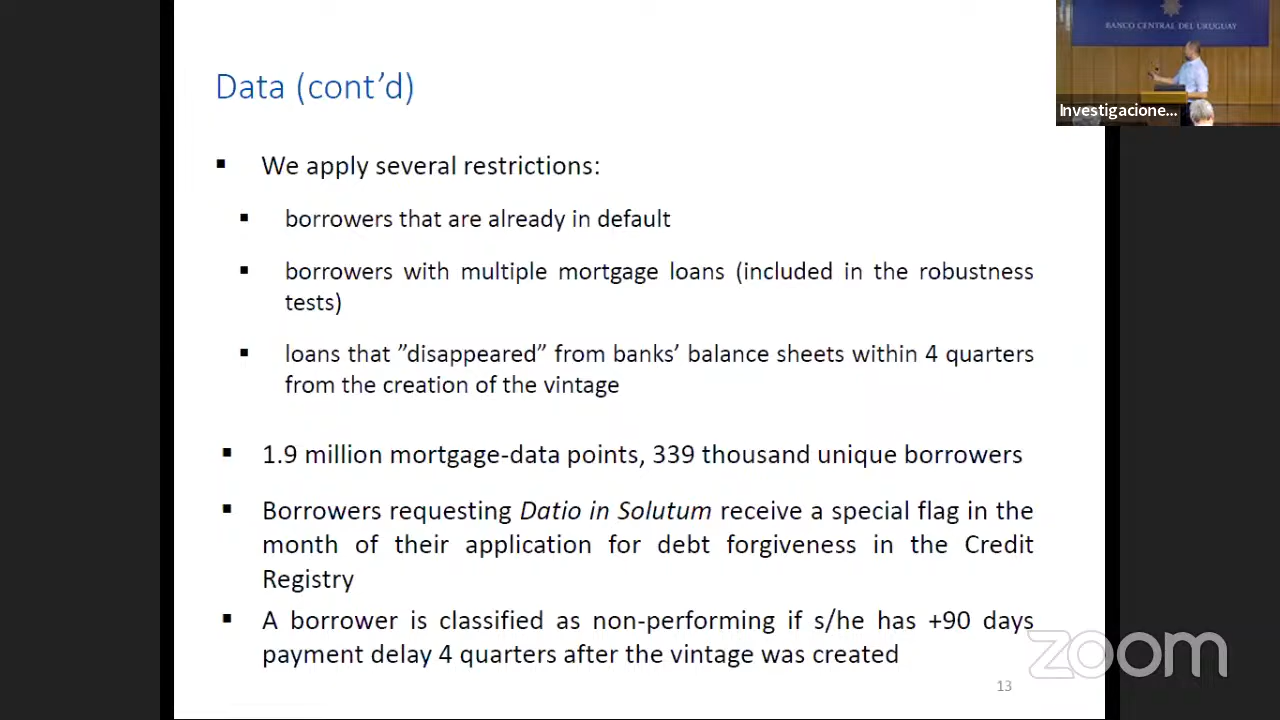 BANCO CENTRAL DEL URUGUAY
Investigacione...
Data (cont’d)
▪ We apply several restrictions:
▪ borrowers that are already in default
▪ borrowers with multiple mortgage loans (included in the robustness
tests)
▪ loans that ”disappeared” from banks’ balance sheets within 4 quarters
from the creation of the vintage
▪ 1.9 million mortgage-data points, 339 thousand unique borrowers
▪ Borrowers requesting Datio in Solutum receive a special flag in the
month of their application for debt forgiveness in the Credit
Registry
▪ A borrower is classified as non-performing if s/he has +90 days
payment delay 4 quarters after the vintage was created
13
zoom